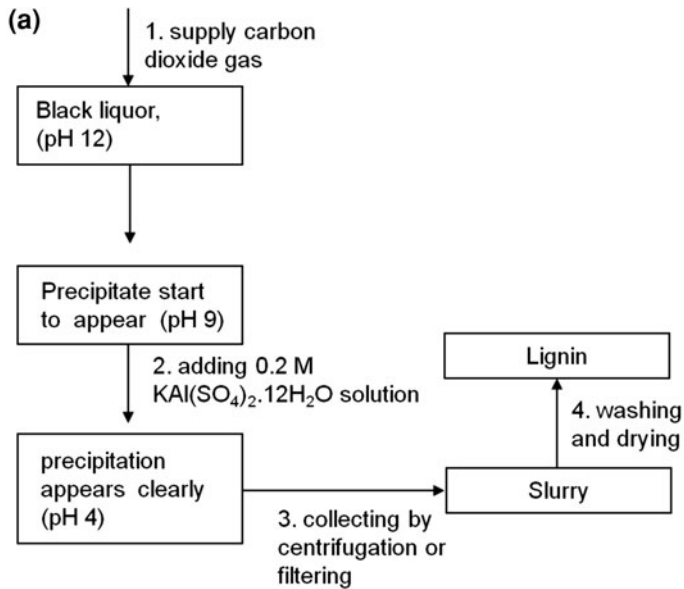 (a)
1. supply carbon
dioxide gas
Black liquor,
(pH 12)
Precipitate start
to appear (pH 9)
2. adding 0.2 M
KAl(SO₄)₂.12H₂O solution
precipitation
appears clearly
(pH 4)
3. collecting by
centrifugation or
filtering
Slurry
4. washing
and drying
Lignin